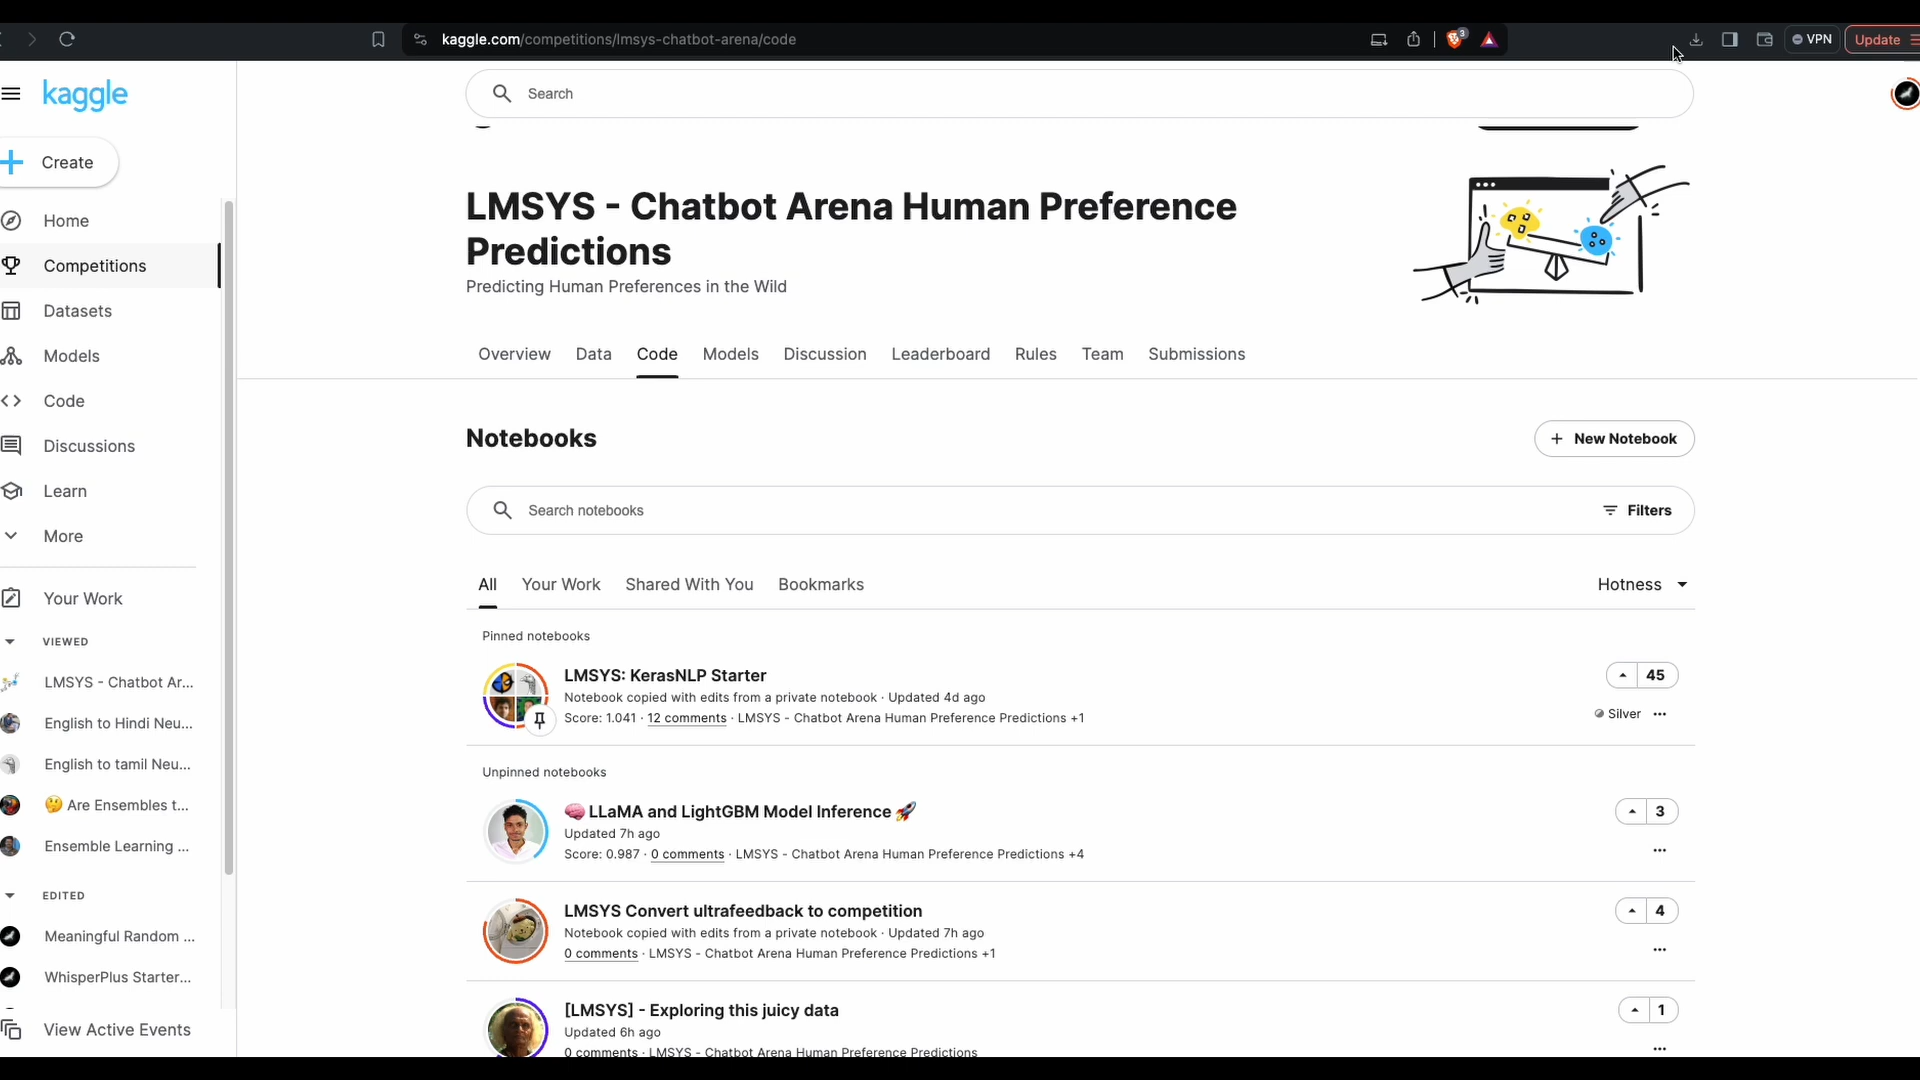 kaggle.com/competitions/lmsys-chatbot-arena/code
3
VPN
Update
kaggle
Search
Create
Home
Competitions
Datasets
Models
Code
Discussions
Learn
More
Your Work
VIEWED
LMSYS - Chatbot Ar...
English to Hindi Neu...
English to tamil Neu...
🤔 Are Ensembles t...
Ensemble Learning ...
EDITED
Meaningful Random ...
WhisperPlus Starter...
View Active Events
LMSYS - Chatbot Arena Human Preference
Predictions
Predicting Human Preferences in the Wild
Overview Data Code Models Discussion Leaderboard Rules Team Submissions
Notebooks
+ New Notebook
Search notebooks
Filters
All Your Work Shared With You Bookmarks
Hotness
Pinned notebooks
LMSYS: KerasNLP Starter
45
Notebook copied with edits from a private notebook · Updated 4d ago
Score: 1.041 · 12 comments · LMSYS - Chatbot Arena Human Preference Predictions +1
Silver ...
Unpinned notebooks
🧠 LLaMA and LightGBM Model Inference 🚀
3
Updated 7h ago
Score: 0.987 · 0 comments · LMSYS - Chatbot Arena Human Preference Predictions +4
LMSYS Convert ultrafeedback to competition
4
Notebook copied with edits from a private notebook · Updated 7h ago
0 comments · LMSYS - Chatbot Arena Human Preference Predictions +1
[LMSYS] - Exploring this juicy data
1
Updated 6h ago
0 comments · LMSYS - Chatbot Arena Human Preference Predictions